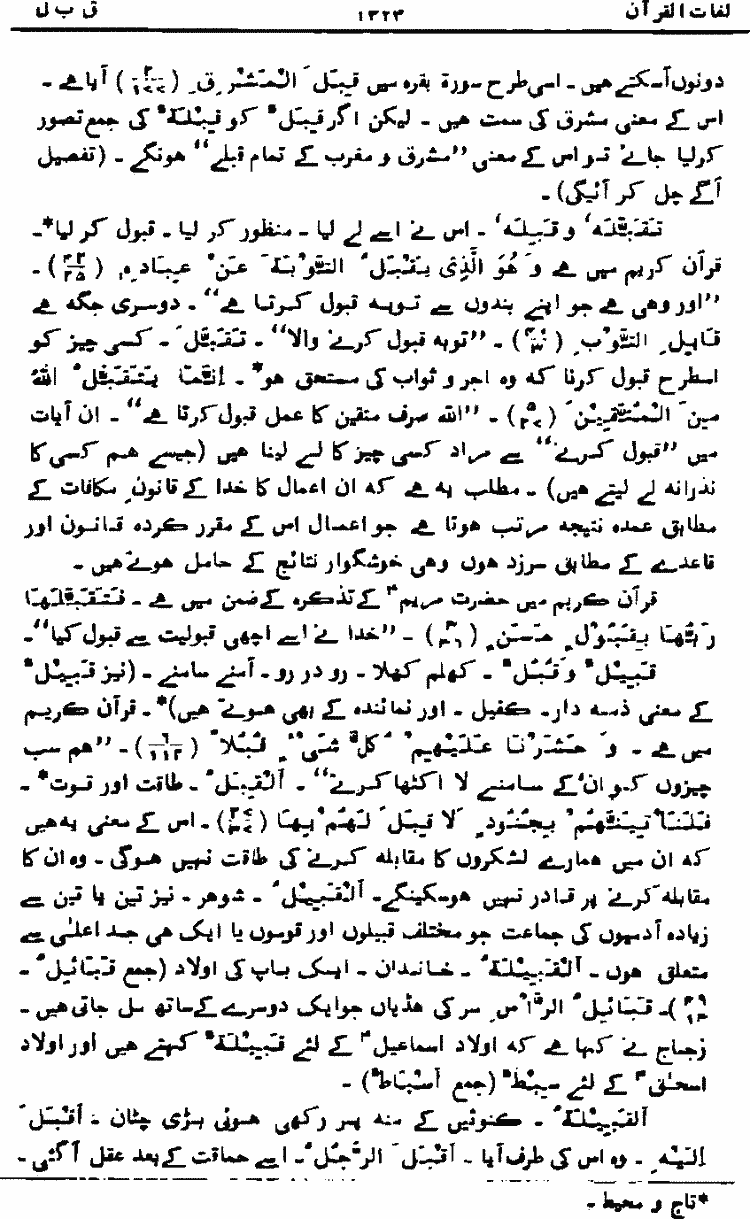 لغات القرآن ۱۳۲۳ ق ب ل
دونوں آسکتے ہیں ۔ اسی طرح سورۃ بقرہ میں قِبَلَ الْمَشْرِقِ (۲/۱۷۷) آیا ہے ۔
اس کے معنی مشرق کی سمت ہیں ۔ لیکن اگر قِبَلٌ کو قِبْلَةٌ کی جمع تصور
کرلیا جائے تو اس کے معنی ’’مشرق و مغرب کے تمام قبلے‘‘ ہونگے ۔ (تفصیل
آگے چل کر آئیگی) ۔
تَقَبَّلَهُ و قَبِلَهُ ۔ اس نے اسے لے لیا ۔ منظور کر لیا ۔ قبول کر لیا* ۔
قرآن کریم میں ہے وَ هُوَ الَّذِی یَقْبَلُ التَّوْبَةَ عَنْ عِبَادِهِ (۴۲/۲۵) ۔
’’اور وہی ہے جو اپنے بندوں سے توبہ قبول کرتا ہے‘‘ ۔ دوسری جگہ ہے
قَابِلِ التَّوْبِ (۴۰/۳) ۔ ’’توبہ قبول کرنے والا‘‘ ۔ تَقَبَّلَ ۔ کسی چیز کو
اسطرح قبول کرنا کہ وہ اجر و ثواب کی مستحق ہو* ۔ اِنَّمَا یَتَقَبَّلُ اللهُ
مِنَ الْمُتَّقِیْنَ (۵/۲۷) ۔ ’’اللہ صرف متقین کا عمل قبول کرتا ہے‘‘ ۔ ان آیات
میں ’’قبول کرنے‘‘ سے مراد کسی چیز کا لے لینا ہیں (جیسے ہم کسی کا
نذرانہ لے لیتے ہیں) ۔ مطلب یہ ہے کہ ان اعمال کا خدا کے قانونِ مکافات کے
مطابق عمدہ نتیجہ مرتب ہوتا ہے جو اعمال اس کے مقرر کردہ قانون اور
قاعدے کے مطابق سرزد ہوں وہی خوشگوار نتائج کے حامل ہوتے ہیں ۔
قرآن کریم میں حضرت مریمؑ کے تذکرہ کے ضمن میں ہے ۔ فَتَقَبَّلَهَا
رَبُّهَا بِقَبُوْلٍ حَسَنٍ (۳/۳۶) ۔ ’’خدا نے اسے اچھی قبولیت سے قبول کیا‘‘ ۔
قَبِیْلٌ وَ قُبُلٌ ۔ کھلم کھلا ۔ رو در رو ۔ آمنے سامنے ۔ (نیز قَبِیْلٌ
کے معنی ذمہ دار ۔ کفیل ۔ اور نمائندہ کے بھی ہوتے ہیں)* ۔ قرآن کریم
میں ہے ۔ وَ حَشَرْنَا عَلَیْهِمْ کُلَّ شَیْءٍ قُبُلًا (۶/۱۱۲) ۔ ’’ہم سب
چیزوں کو ان کے سامنے لا اکٹھا کرتے‘‘ ۔ اَلْقِبَلُ ۔ طاقت اور قوت* ۔
فَلَنَأْتِیَنَّهُمْ بِجُنُوْدٍ لَا قِبَلَ لَهُمْ بِهَا (۲۷/۳۷) ۔ اس کے معنی یہ ہیں
کہ ان میں ہمارے لشکروں کا مقابلہ کرنے کی طاقت نہیں ہوگی ۔ وہ ان کا
مقابلہ کرنے پر قادر نہیں ہوسکینگے ۔ اَلْقَبِیْلُ ۔ شوہر ۔ نیز تین یا تین سے
زیادہ آدمیوں کی جماعت جو مختلف قبیلوں اور قوموں یا ایک ہی جد اعلٰی سے
متعلق ہوں ۔ اَلْقَبِیْلَةُ ۔ خاندان ۔ ایک باپ کی اولاد (جمع قَبَائِلُ ۔
۴۹/۱۳) ۔ قَبَائِلُ الرَّأْسِ سر کی ہڈیاں جو ایک دوسرے کے ساتھ مل جاتی ہیں ۔
زجاج نے کہا ہے کہ اولاد اسماعیلؑ کے لئے قَبِیْلَةٌ کہتے ہیں اور اولاد
اسحٰقؑ کے لئے سِبْطٌ (جمع اَسْبَاطٌ) ۔
اَلْقَبِیْلَةُ ۔ کنوئیں کے منہ پر رکھی ہوئی بڑی چٹان ۔ اَقْبَلَ
اِلَیْهِ ۔ وہ اس کی طرف آیا ۔ اَقْبَلَ الرَّجُلُ ۔ اسے حماقت کے بعد عقل آگئی ۔
*تاج و محیط ۔